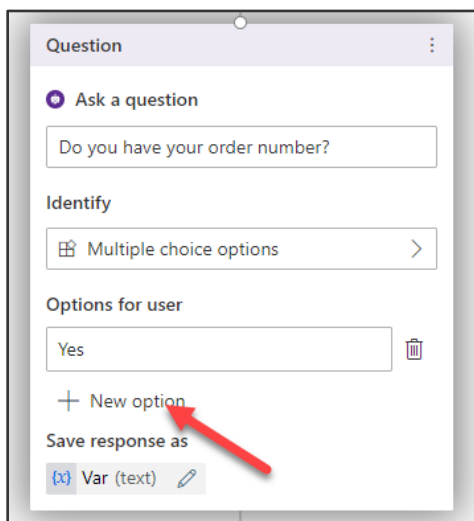 Question
Ask a question
Do you have your order number?
Identify
Multiple choice options
Options for user
Yes
New option
Save response as
{x} Var (text)